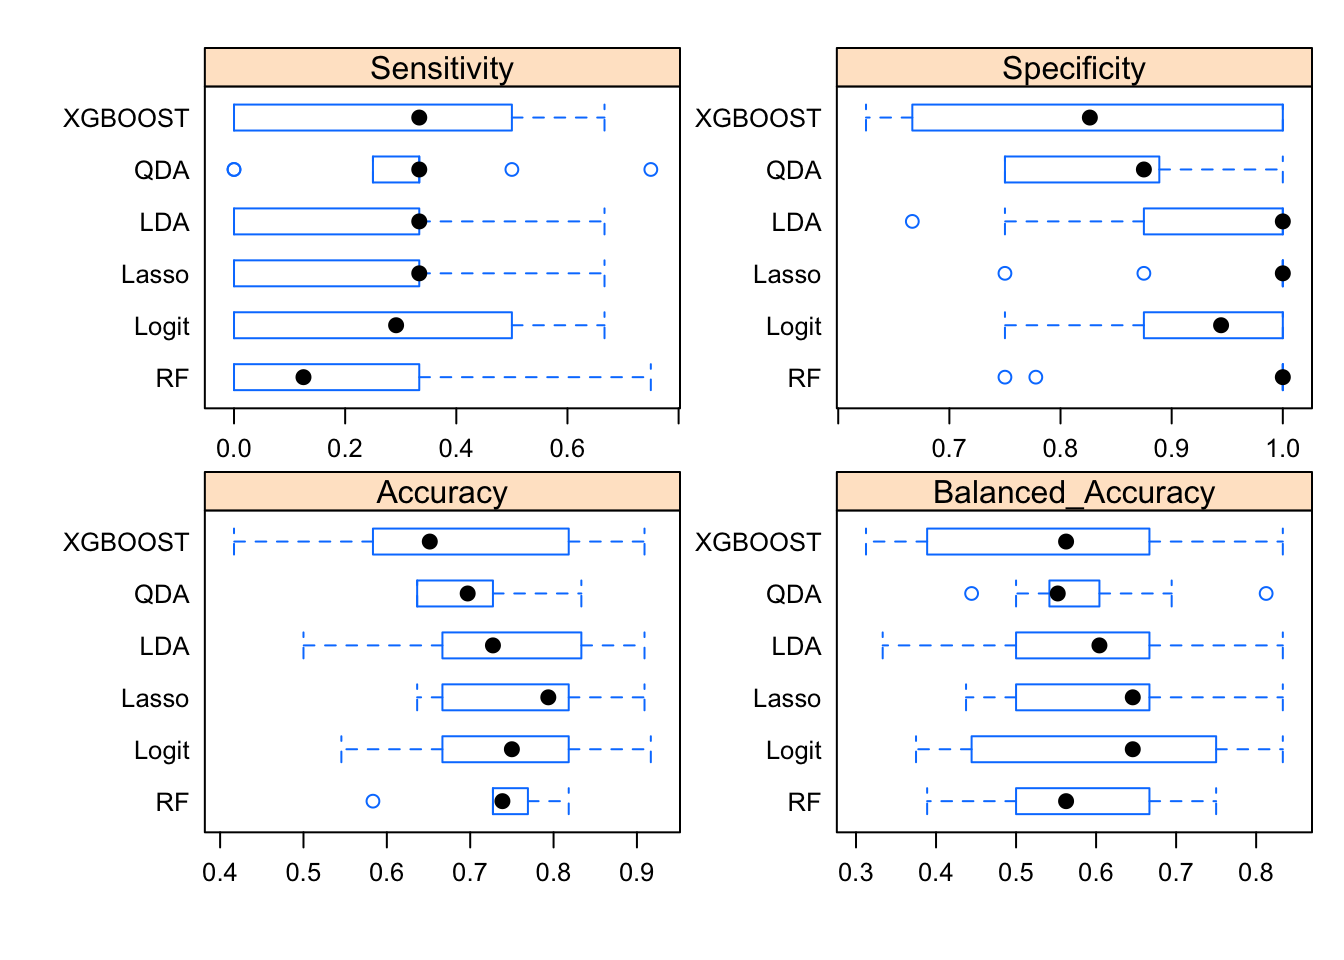 Sensitivity
XGBOOST
QDA
LDA
Lasso
Logit
RF
0.0 0.2 0.4 0.6
Specificity
XGBOOST
QDA
LDA
Lasso
Logit
RF
0.7 0.8 0.9 1.0
Accuracy
XGBOOST
QDA
LDA
Lasso
Logit
RF
0.4 0.5 0.6 0.7 0.8 0.9
Balanced_Accuracy
XGBOOST
QDA
LDA
Lasso
Logit
RF
0.3 0.4 0.5 0.6 0.7 0.8